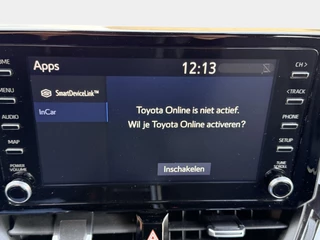 Apps
12:13
HOME
CH >
SmartDeviceLink™
MENU
<TRACK
InCar
Toyota Online is niet actief.
Wil je Toyota Online activeren?
AUDIO
PHONE
MAP
SETUP
Inschakelen
POWER
VOLUME
TUNE
SCROLL